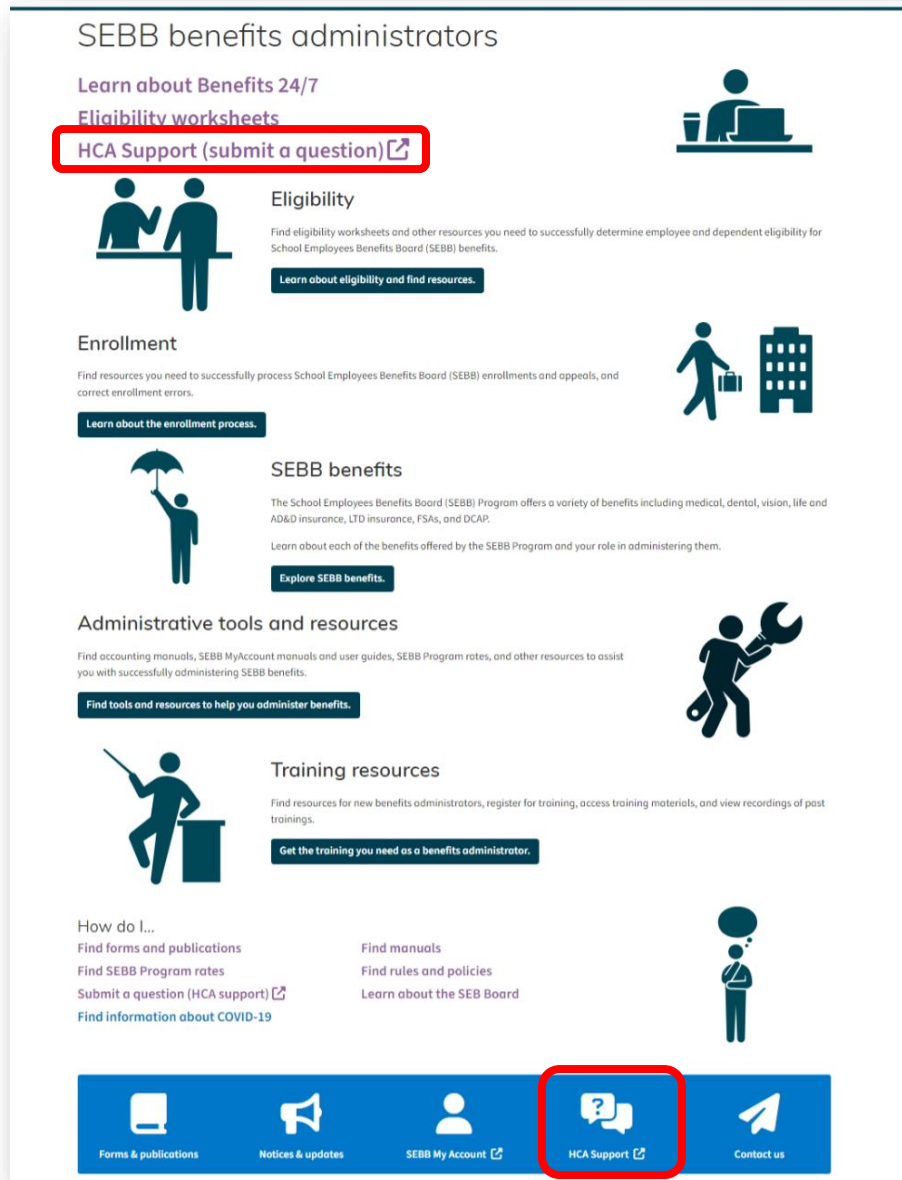 SEBB benefits administrators
Learn about Benefits 24/7
Eligibility worksheets
HCA Support (submit a question)
Eligibility
Find eligibility worksheets and other resources you need to successfully determine employee and dependent eligibility for
School Employees Benefits Board (SEBB) benefits.
Learn about eligibility and find resources.
Enrollment
Find resources you need to successfully process School Employees Benefits Board (SEBB) enrollments and appeals, and
correct enrollment errors.
Learn about the enrollment process.
SEBB benefits
The School Employees Benefits Board (SEBB) Program offers a variety of benefits including medical, dental, vision, life and
AD&D insurance, LTD insurance, FSAs, and DCAP.
Learn about each of the benefits offered by the SEBB Program and your role in administering them.
Explore SEBB benefits.
Administrative tools and resources
Find accounting manuals, SEBB MyAccount manuals and user guides, SEBB Program rates, and other resources to assist
you with successfully administering SEBB benefits.
Find tools and resources to help you administer benefits.
Training resources
Find resources for new benefits administrators, register for training, access training materials, and view recordings of past
trainings.
Get the training you need as a benefits administrator.
How do I...
Find forms and publications
Find SEBB Program rates
Submit a question (HCA support)
Find information about COVID-19
Find manuals
Find rules and policies
Learn about the SEB Board
Forms & publications
Notices & updates
SEBB My Account
?
HCA Support
Contact us